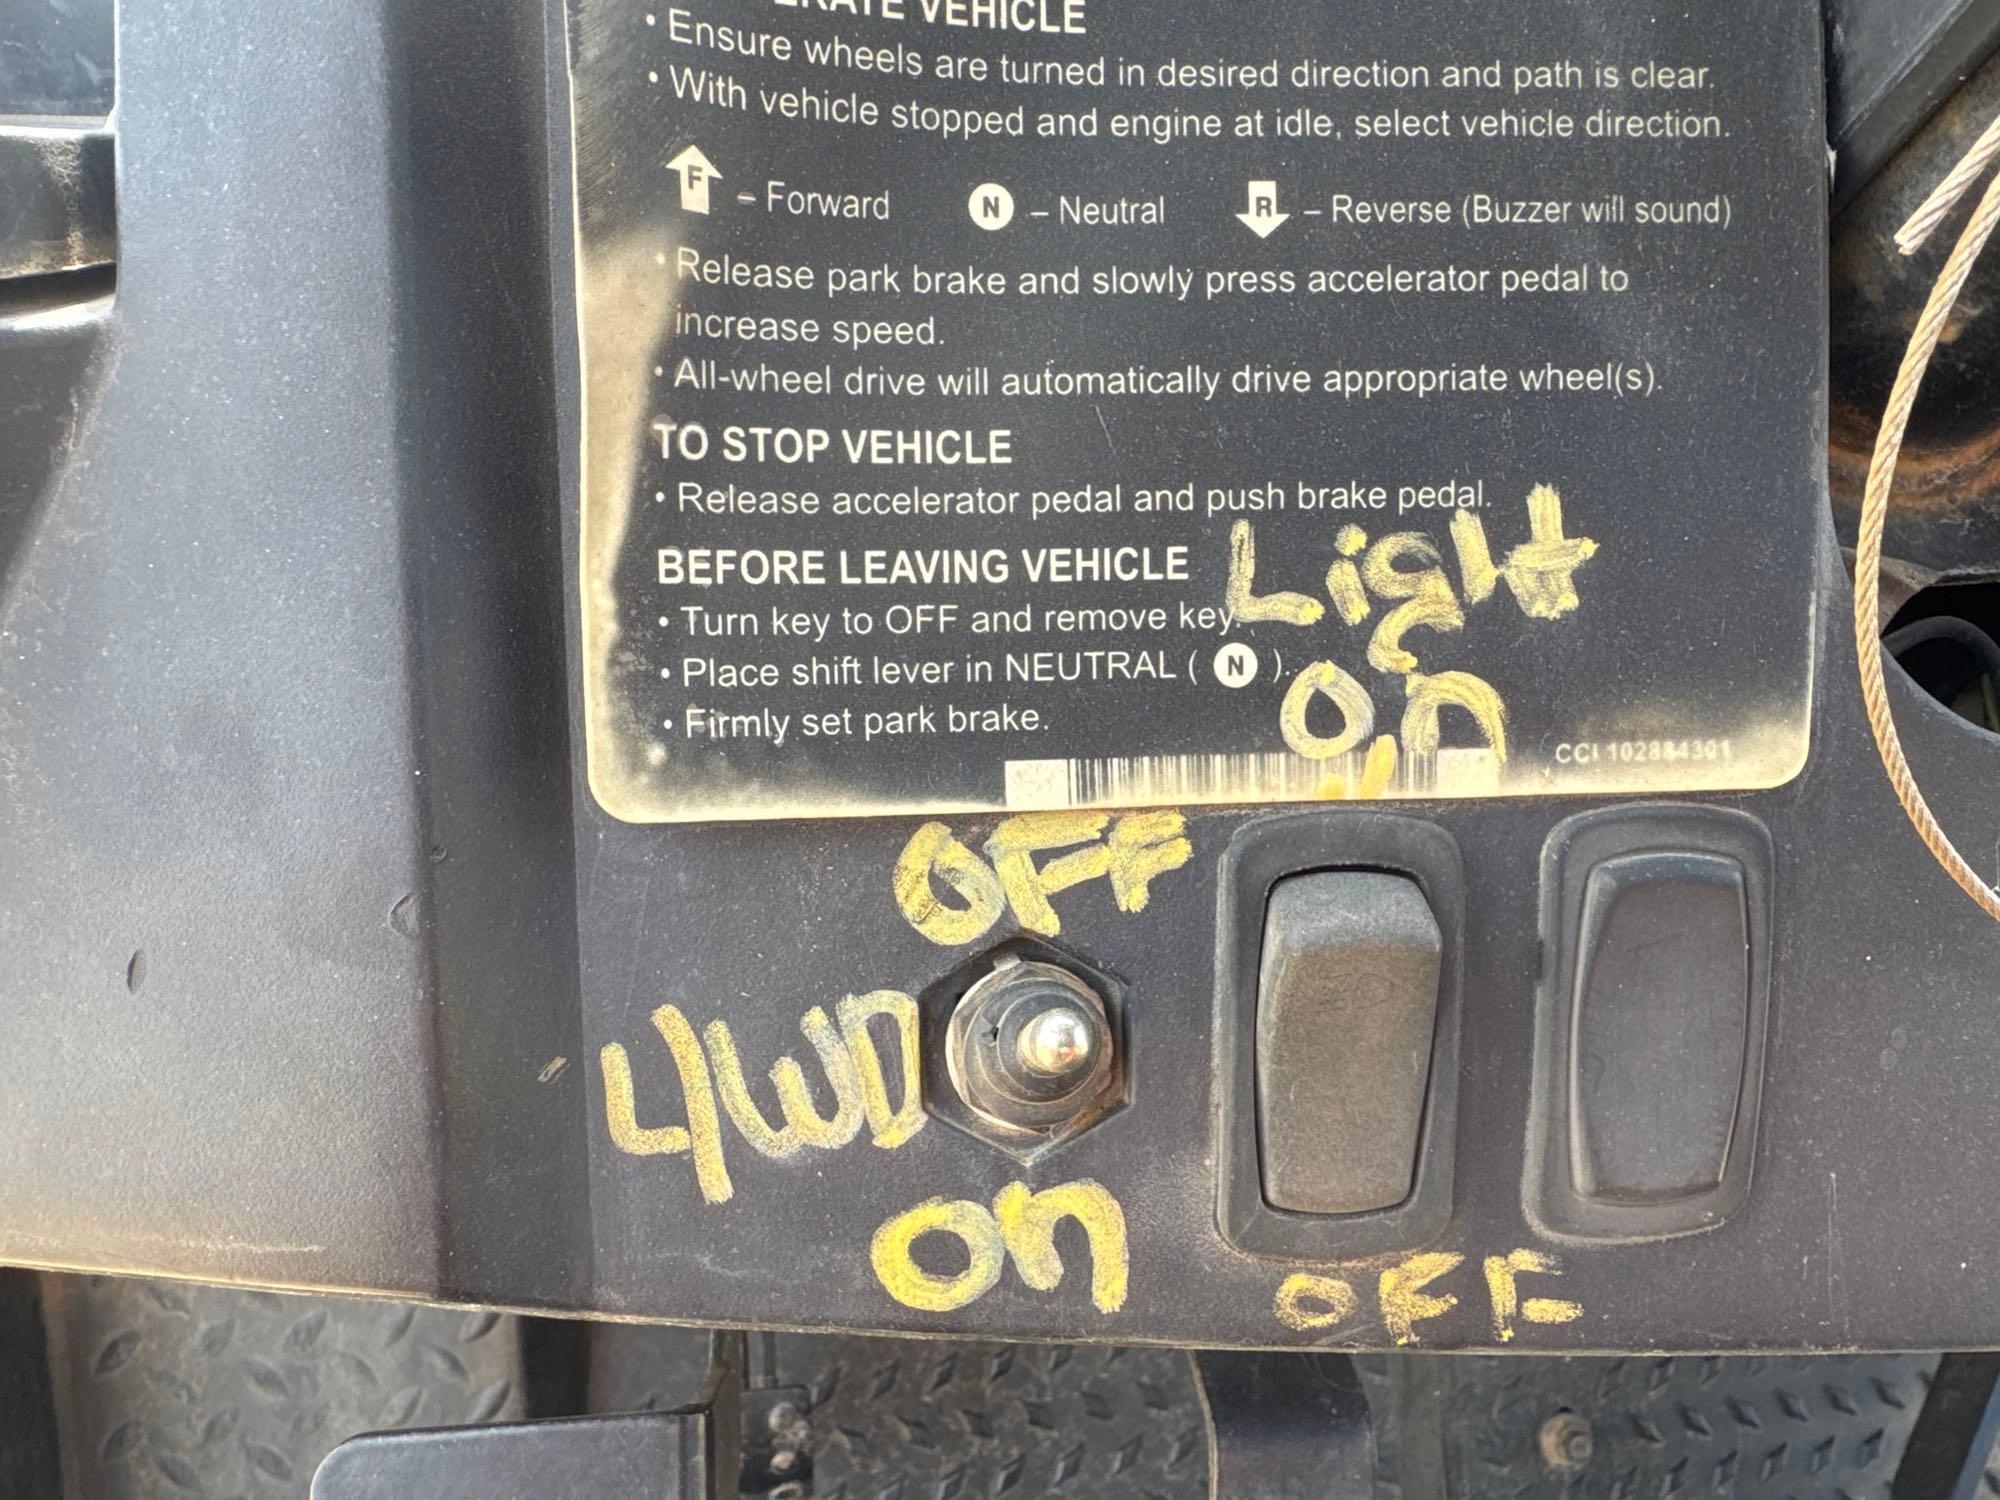 VEHICLE
• Ensure wheels are turned in desired direction and path is clear.
• With vehicle stopped and engine at idle, select vehicle direction.
F – Forward N – Neutral R – Reverse (Buzzer will sound)
• Release park brake and slowly press accelerator pedal to
increase speed.
• All-wheel drive will automatically drive appropriate wheel(s).
TO STOP VEHICLE
• Release accelerator pedal and push brake pedal.
BEFORE LEAVING VEHICLE
• Turn key to OFF and remove key.
• Place shift lever in NEUTRAL ( N ).
• Firmly set park brake.
Light
on
CCI 102884301
OFF
4WD
on
OFF